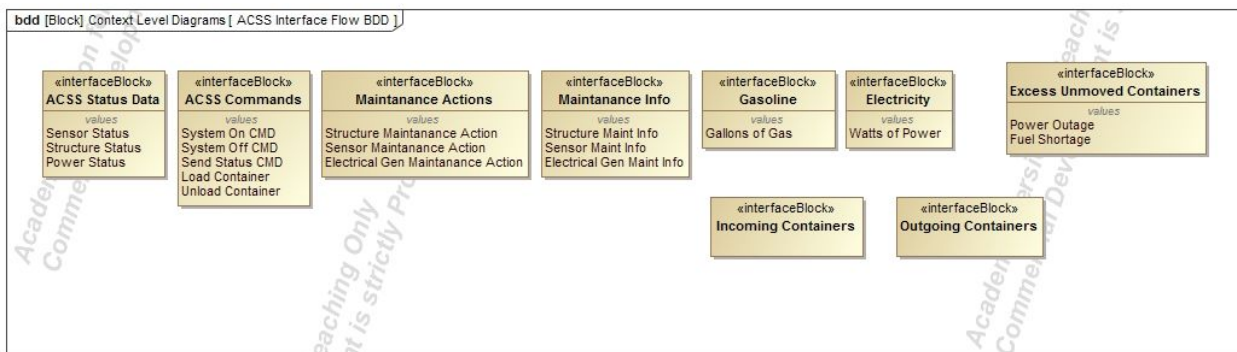 bdd [Block] Context Level Diagrams [ ACSS Interface Flow BDD ]
«interfaceBlock»
ACSS Status Data
values
Sensor Status
Structure Status
Power Status
«interfaceBlock»
ACSS Commands
values
System On CMD
System Off CMD
Send Status CMD
Load Container
Unload Container
«interfaceBlock»
Maintanance Actions
values
Structure Maintanance Action
Sensor Maintanance Action
Electrical Gen Maintanance Action
«interfaceBlock»
Maintanance Info
values
Structure Maint Info
Sensor Maint Info
Electrical Gen Maint Info
«interfaceBlock»
Gasoline
values
Gallons of Gas
«interfaceBlock»
Electricity
values
Watts of Power
«interfaceBlock»
Excess Unmoved Containers
values
Power Outage
Fuel Shortage
«interfaceBlock»
Incoming Containers
«interfaceBlock»
Outgoing Containers